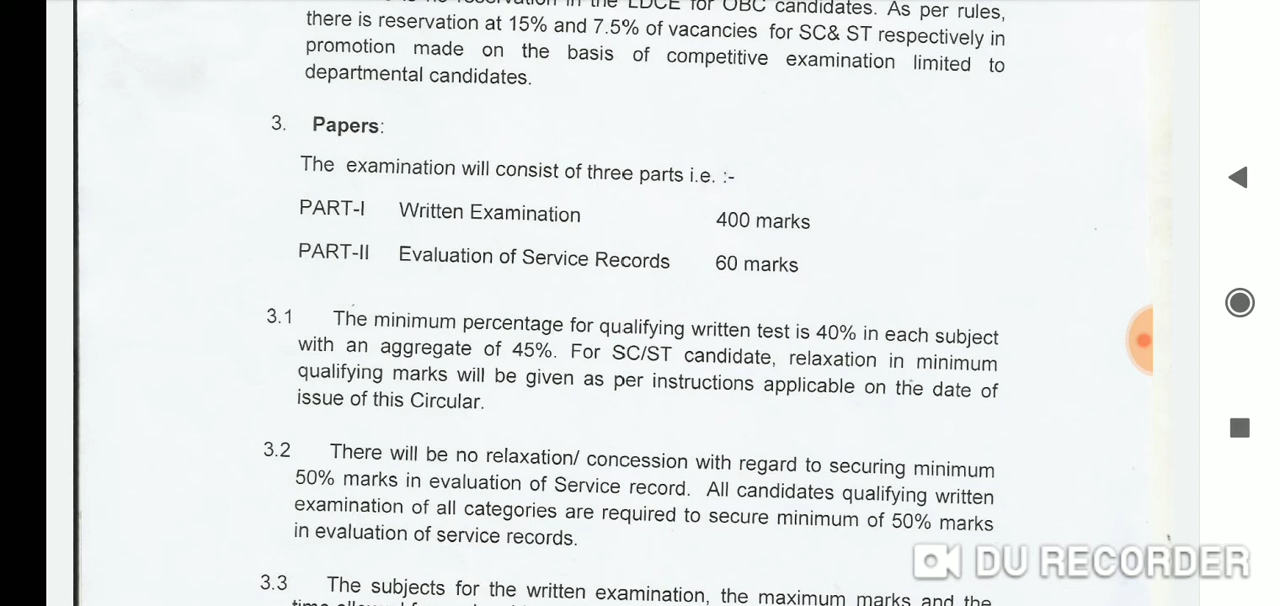 reservation in the LDCE for OBC candidates. As per rules,
there is reservation at 15% and 7.5% of vacancies for SC& ST respectively in
promotion made on the basis of competitive examination limited to
departmental candidates.
3. Papers:
The examination will consist of three parts i.e. :-
PART-I Written Examination 400 marks
PART-II Evaluation of Service Records 60 marks
3.1 The minimum percentage for qualifying written test is 40% in each subject
with an aggregate of 45%. For SC/ST candidate, relaxation in minimum
qualifying marks will be given as per instructions applicable on the date of
issue of this Circular.
3.2 There will be no relaxation/ concession with regard to securing minimum
50% marks in evaluation of Service record. All candidates qualifying written
examination of all categories are required to secure minimum of 50% marks
in evaluation of service records.
DU RECORDER
3.3 The subjects for the written examination, the maximum marks and the
time allowed